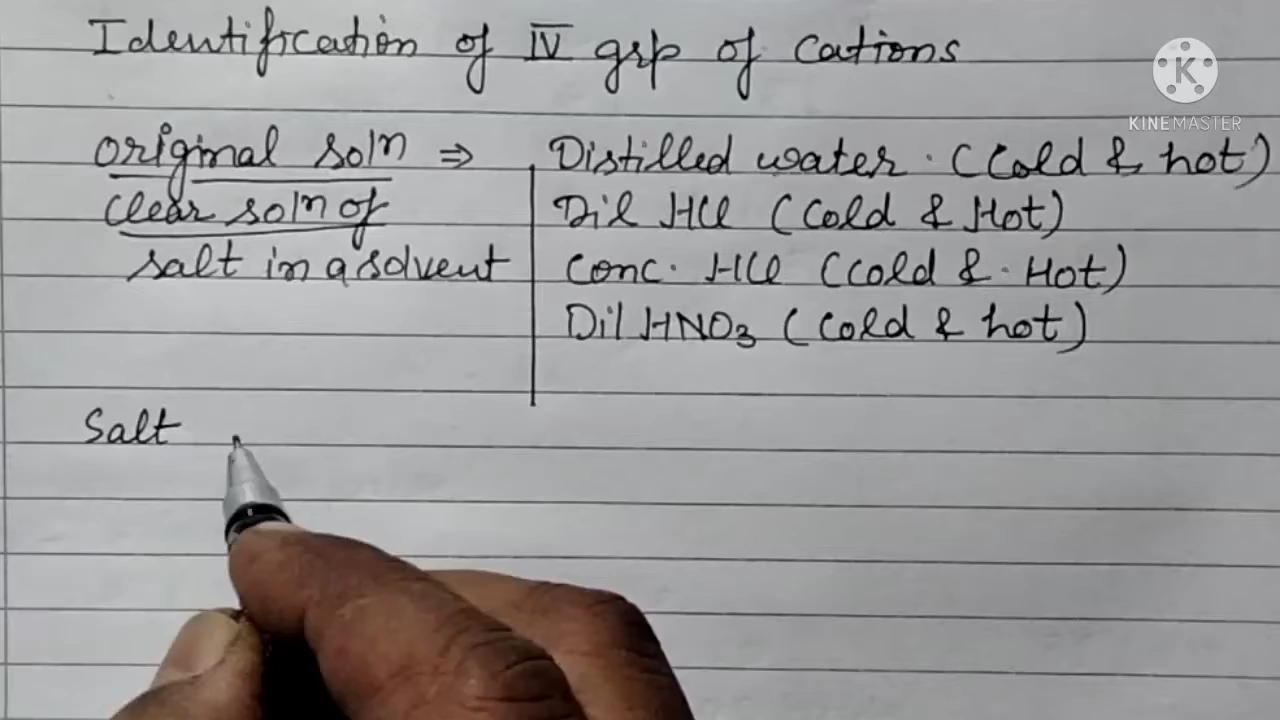 Identification of IV grp of cations
K
KINEMASTER
original soln ⇒ Distilled water. (Cold & hot)
clear soln of Dil HCl (Cold & Hot)
salt in a solvent Conc. HCl (Cold & Hot)
Dil HNO3 (Cold & hot)
Salt